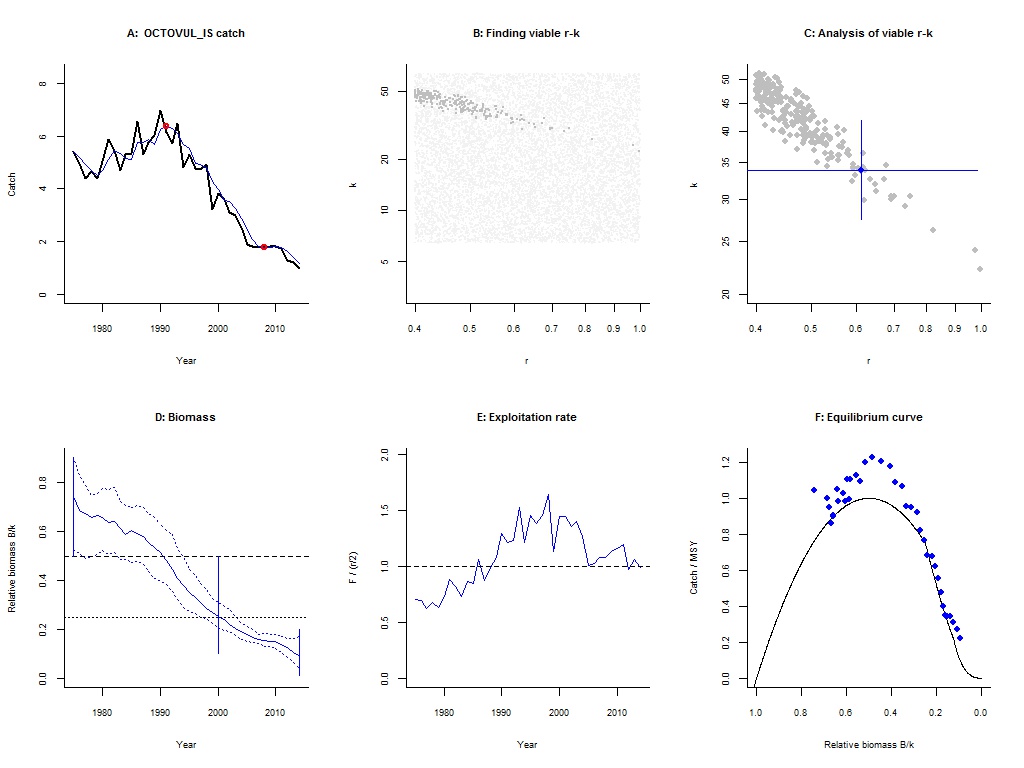 A: OCTOVUL_IS catch
Catch
0
2
4
6
8
1980 1990 2000 2010
Year
B: Finding viable r-k
k
5
10
20
50
0.4 0.5 0.6 0.7 0.8 0.9 1.0
r
C: Analysis of viable r-k
k
20
25
30
35
40
45
50
0.4 0.5 0.6 0.7 0.8 0.9 1.0
r
D: Biomass
Relative biomass B/k
0.0
0.2
0.4
0.6
0.8
1980 1990 2000 2010
Year
E: Exploitation rate
F / (r/2)
0.0
0.5
1.0
1.5
2.0
1980 1990 2000 2010
Year
F: Equilibrium curve
Catch / MSY
0.0
0.2
0.4
0.6
0.8
1.0
1.2
1.0 0.8 0.6 0.4 0.2 0.0
Relative biomass B/k